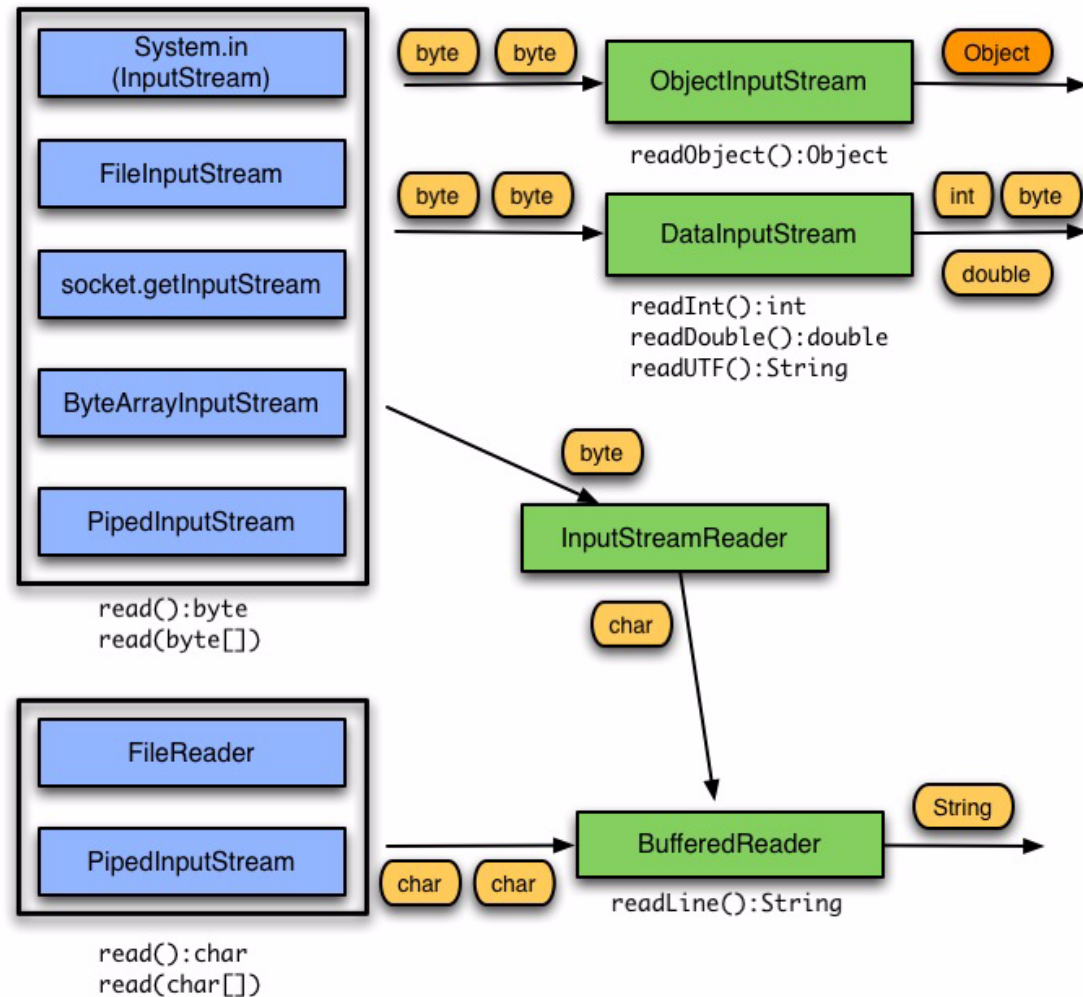 System.in
(InputStream)
FileInputStream
socket.getInputStream
ByteArrayInputStream
PipedInputStream
read():byte
read(byte[])
byte
byte
ObjectInputStream
Object
readObject():Object
byte
byte
DataInputStream
int
byte
double
readInt():int
readDouble():double
readUTF():String
byte
InputStreamReader
char
FileReader
PipedInputStream
read():char
read(char[])
char
char
BufferedReader
String
readLine():String